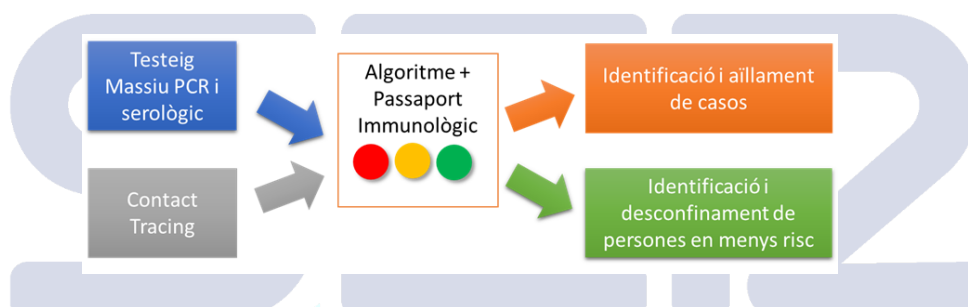 Testeig
Massiu PCR i
serològic
Contact
Tracing
Algoritme +
Passaport
Immunològic
Identificació i aïllament
de casos
Identificació i
desconfinament de
persones en menys risc